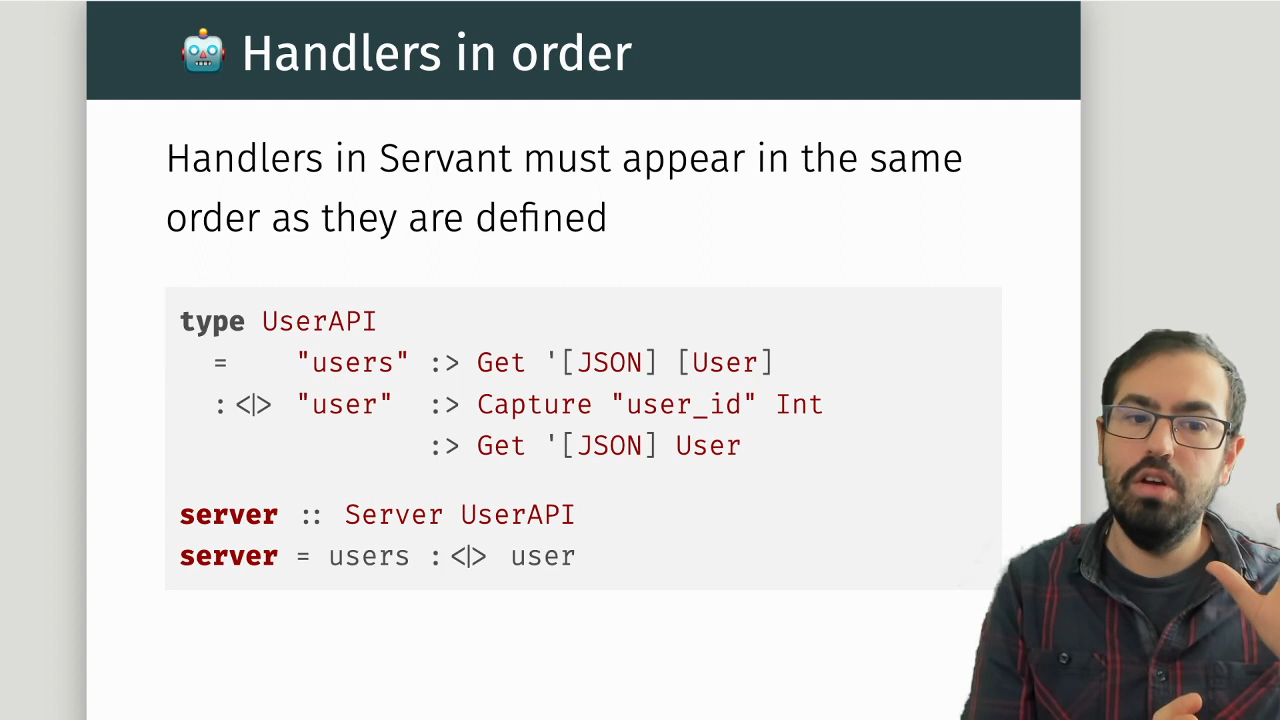 🤖 Handlers in order
Handlers in Servant must appear in the same
order as they are defined
type UserAPI
= "users" :> Get '[JSON] [User]
:<|> "user" :> Capture "user_id" Int
:> Get '[JSON] User
server :: Server UserAPI
server = users :<|> user